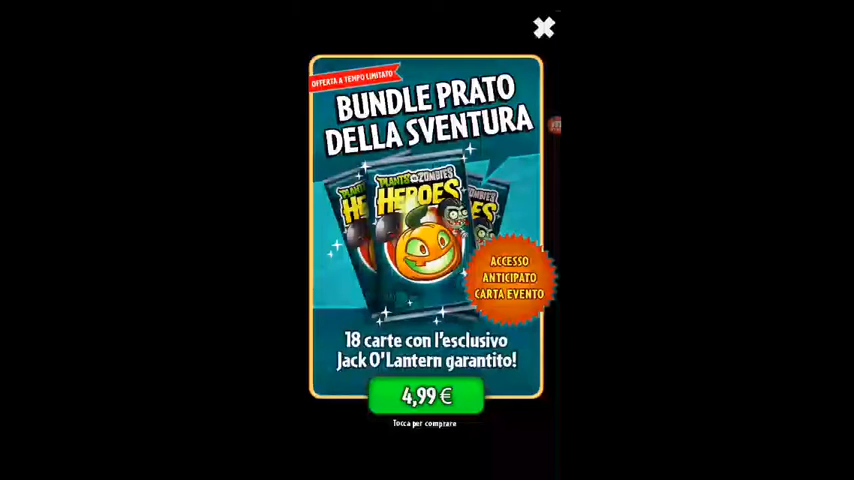 OFFERTA A TEMPO LIMITATO
BUNDLE PRATO
DELLA SVENTURA
PLANTS VS ZOMBIES
HEROES
ACCESSO
ANTICIPATO
CARTA EVENTO
18 carte con l'esclusivo
Jack O'Lantern garantito!
4,99 €
Tocca per comprare